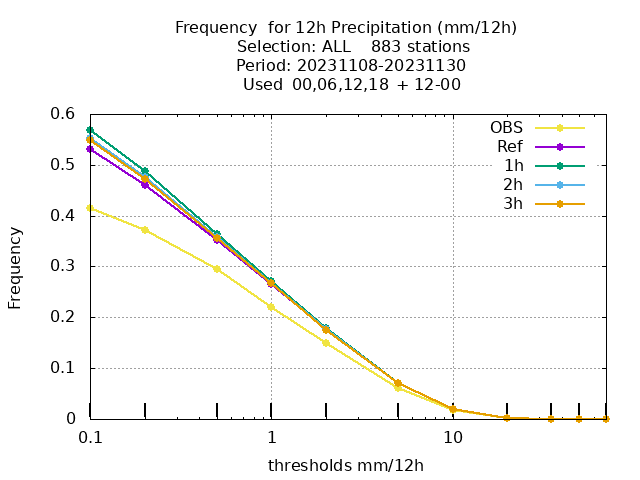 Frequency  for 12h Precipitation (mm/12h)
Selection: ALL    883 stations
Period: 20231108-20231130
Used  00,06,12,18  + 12-00
0.6
0.5
0.4
0.3
0.2
0.1
0
Frequency
OBS
Ref
1h
2h
3h
0.1
1
10
thresholds mm/12h